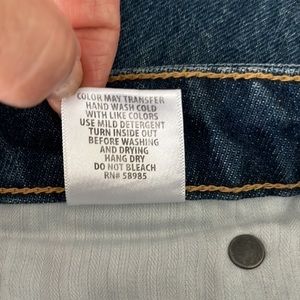 COLOR MAY TRANSFER
HAND WASH COLD
WITH LIKE COLORS
USE MILD DETERGENT
TURN INSIDE OUT
BEFORE WASHING
AND DRYING
HANG DRY
DO NOT BLEACH
RN# 58985